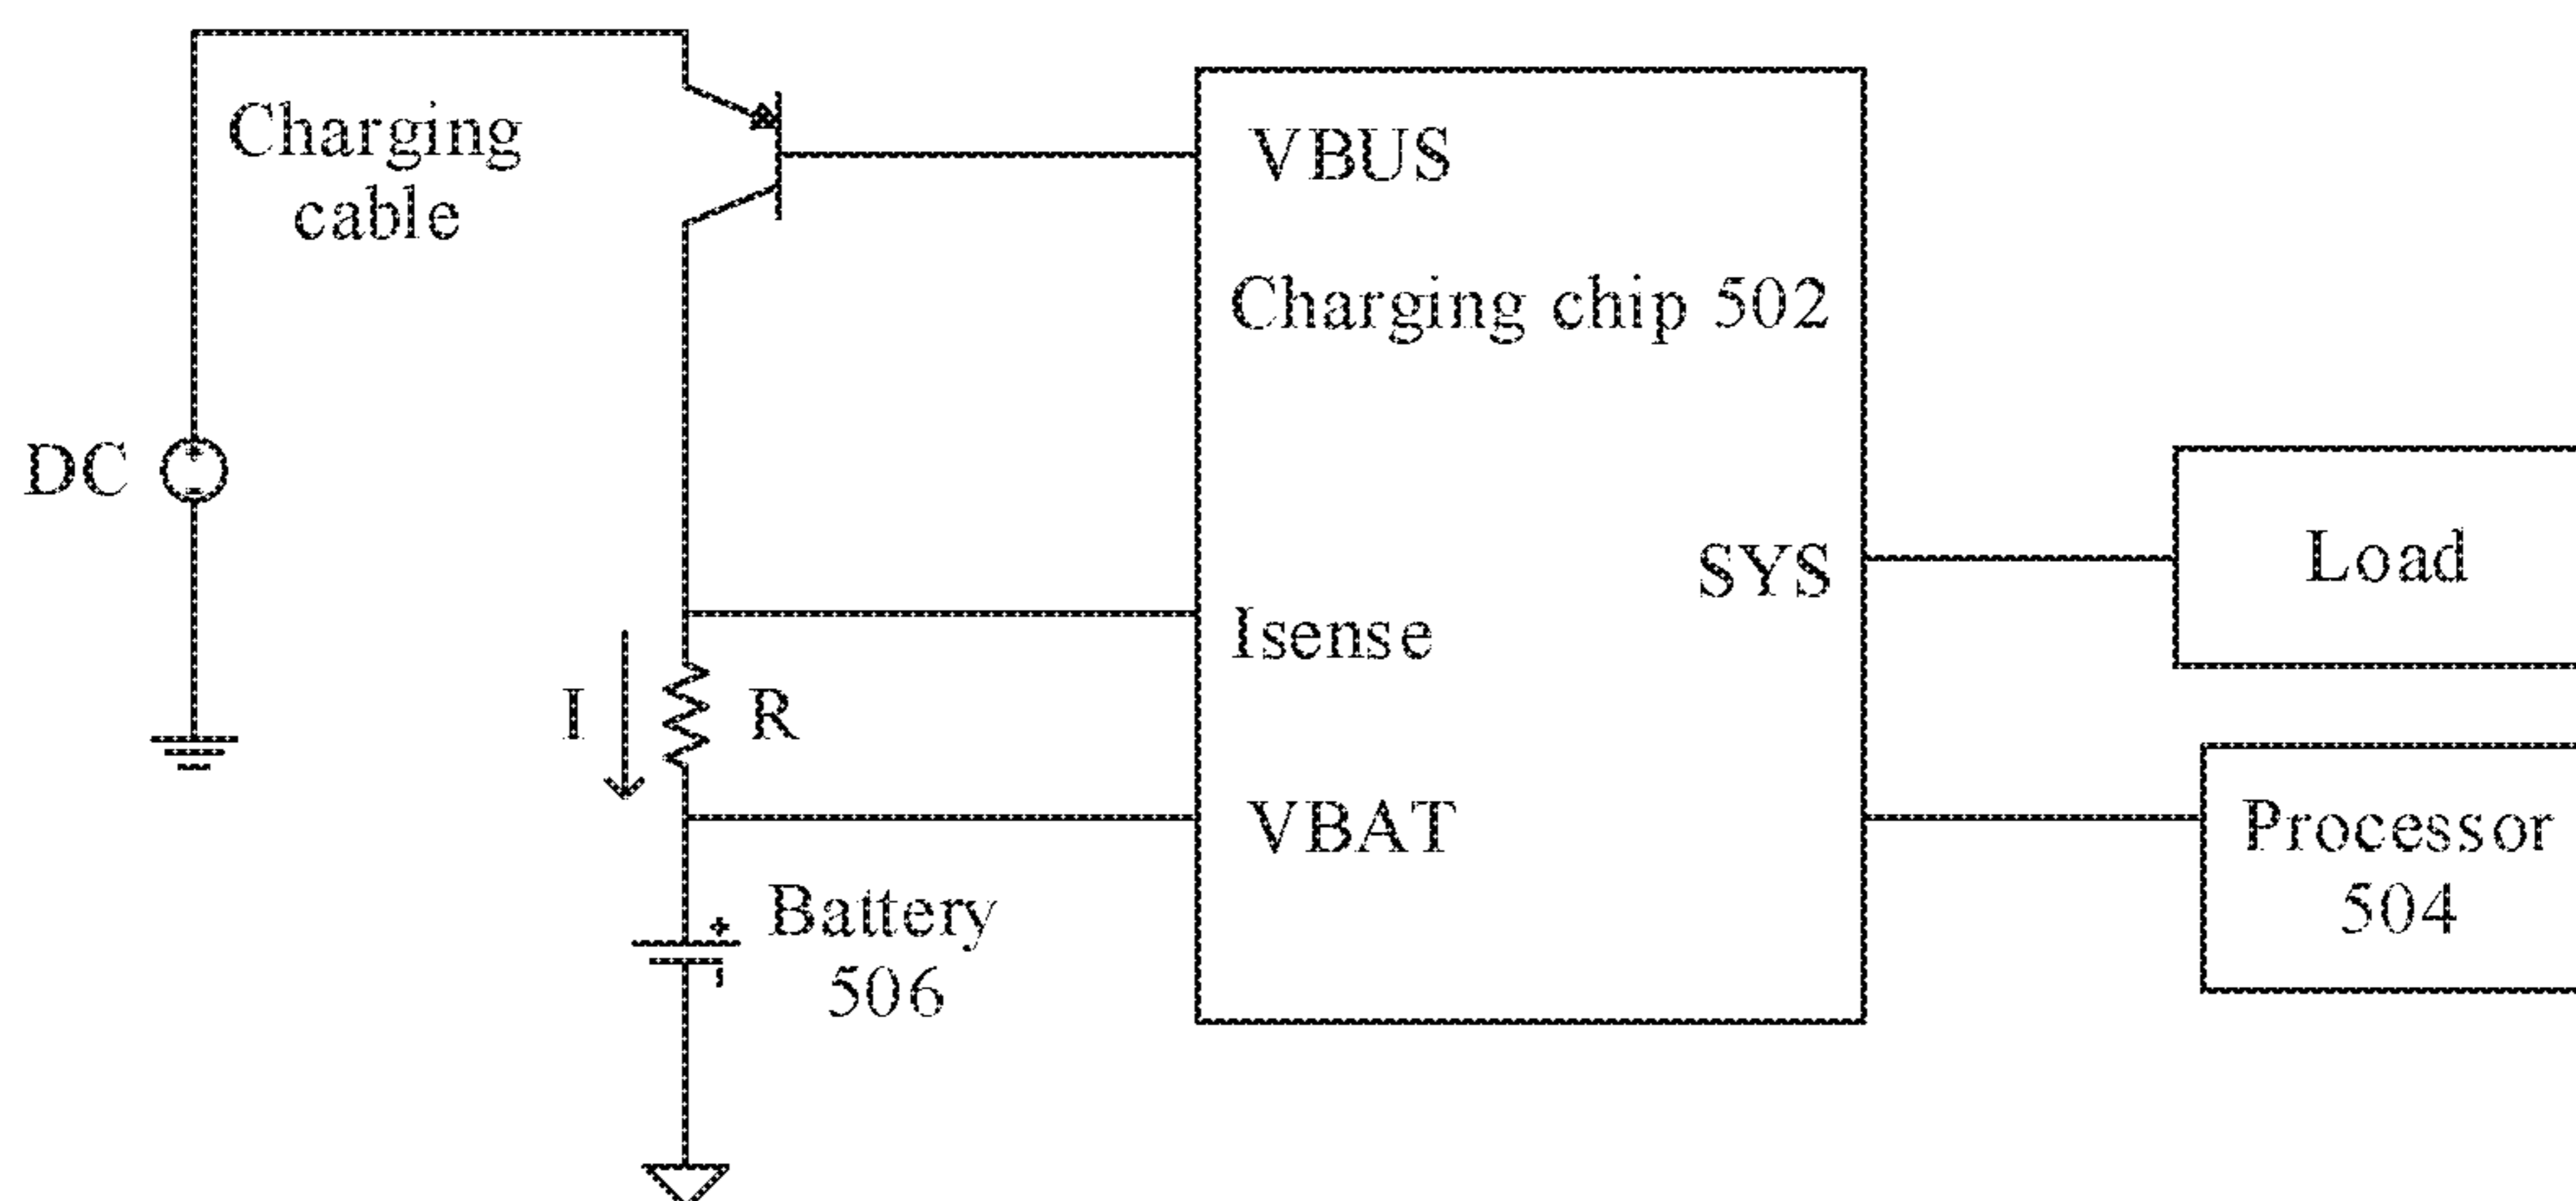 Charging
cable
VBUS
Charging chip 502
DC
SYS
Load
Isense
I
R
VBAT
Processor
504
Battery
506